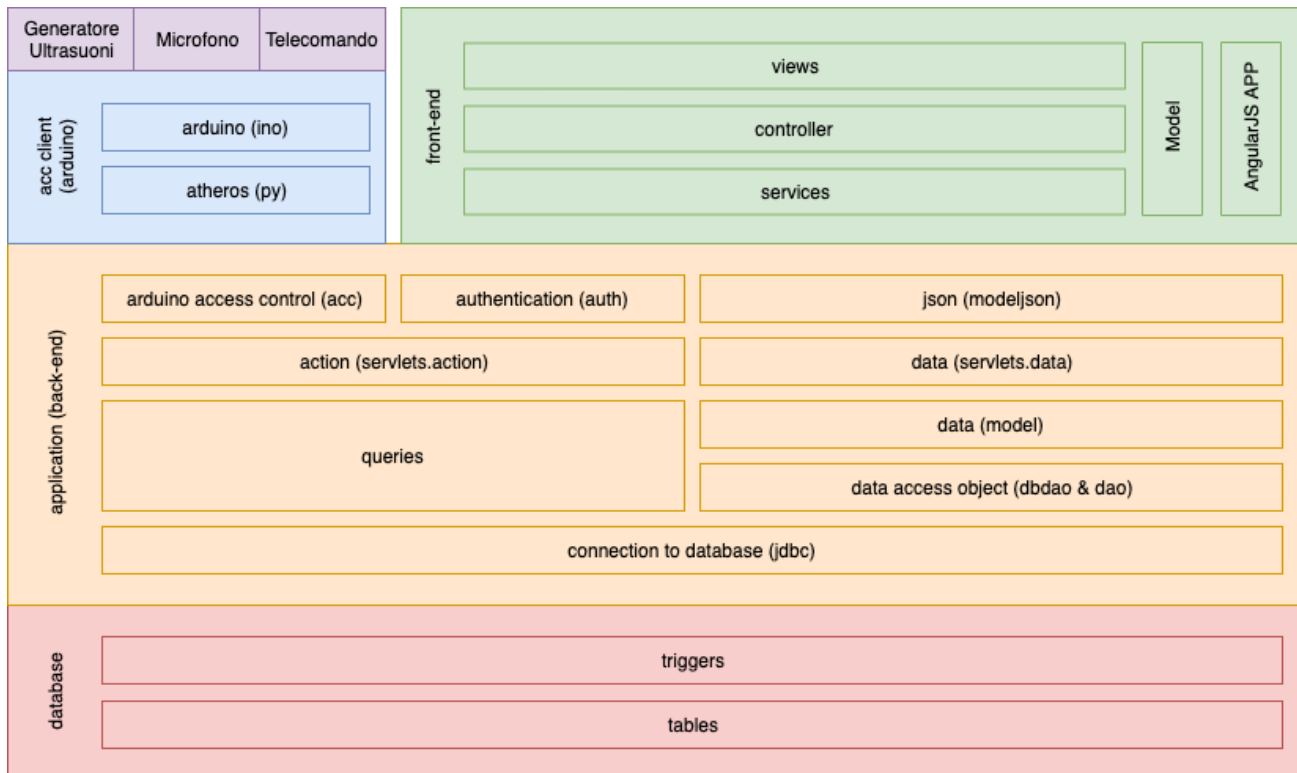 Generatore
Ultrasuoni
Microfono
Telecomando
acc client
(arduino)
arduino (ino)
atheros (py)
front-end
views
controller
services
Model
AngularJS APP
application (back-end)
arduino access control (acc)
authentication (auth)
json (modeljson)
action (servlets.action)
data (servlets.data)
queries
data (model)
data access object (dbdao & dao)
connection to database (jdbc)
database
triggers
tables